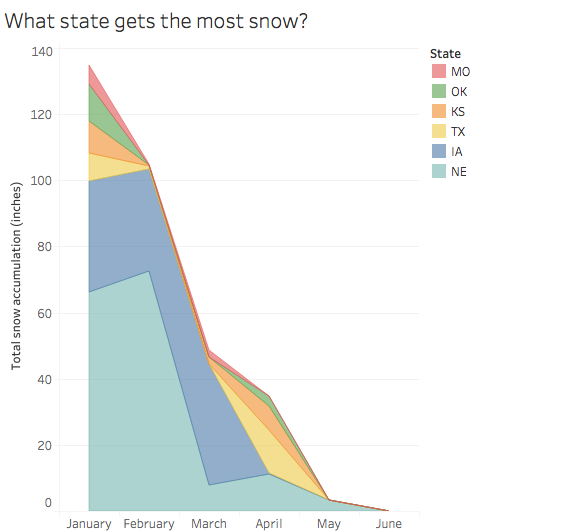 What state gets the most snow?
State
MO
OK
KS
TX
IA
NE
Total snow accumulation (inches)
140
120
100
80
60
40
20
0
January February March April May June